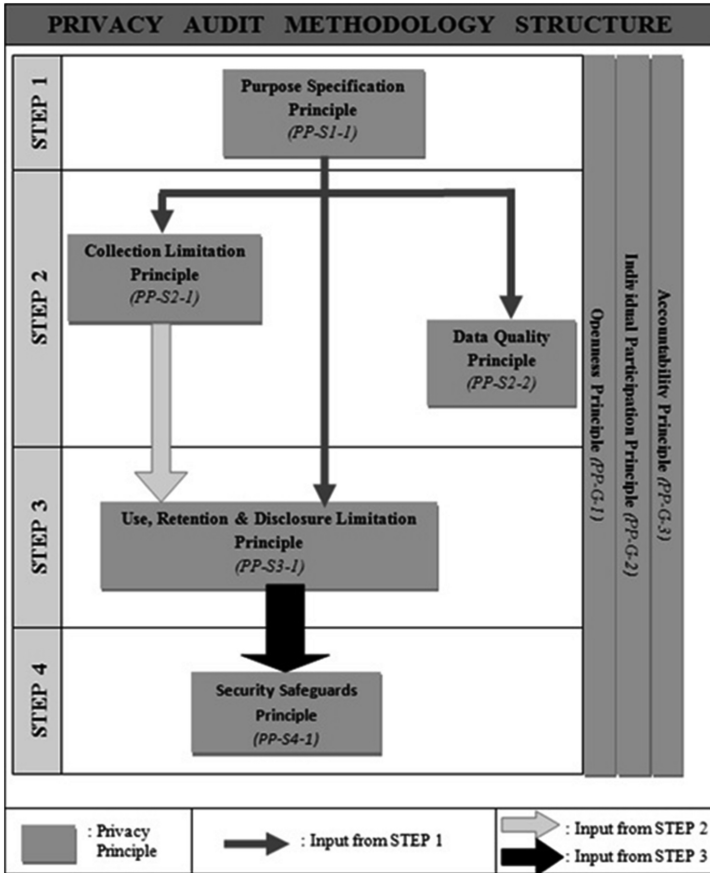 PRIVACY AUDIT METHODOLOGY STRUCTURE
STEP 1
Purpose Specification
Principle
(PP-S1-1)
STEP 2
Collection Limitation
Principle
(PP-S2-1)
Data Quality
Principle
(PP-S2-2)
STEP 3
Use, Retention & Disclosure Limitation
Principle
(PP-S3-1)
STEP 4
Security Safeguards
Principle
(PP-S4-1)
Openness Principle (PP-G-1)
Individual Participation Principle (PP-G-2)
Accountability Principle (PP-G-3)
: Privacy
Principle
: Input from STEP 1
: Input from STEP 2
: Input from STEP 3